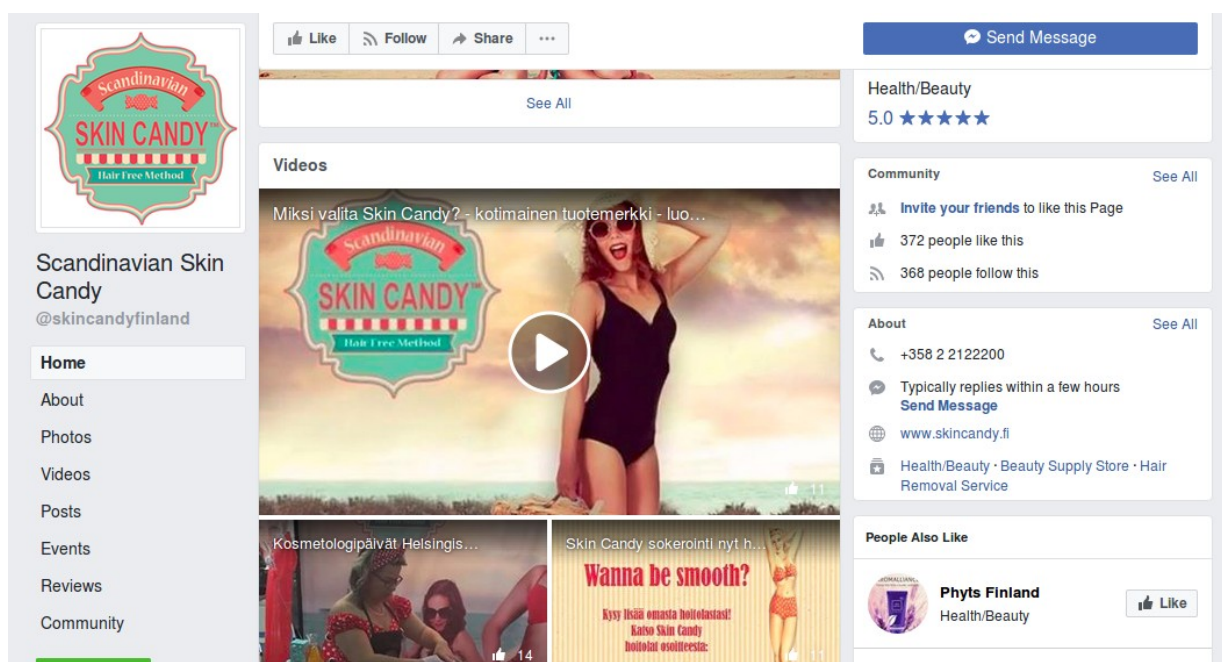 Scandinavian
SKIN CANDY™
Hair Free Method
Scandinavian Skin
Candy
@skincandyfinland
Home
About
Photos
Videos
Posts
Events
Reviews
Community
Like
Follow
Share
...
See All
Videos
Miksi valita Skin Candy? - kotimainen tuotemerkki - luo...
Scandinavian
SKIN CANDY™
Hair Free Method
11
Kosmetologipäivät Helsingis...
14
Skin Candy sokerointi nyt h...
Wanna be smooth?
Kysy lisää omasta hoitolastasi!
Katso Skin Candy
hoitolat osoitteesta:
11
Send Message
Health/Beauty
5.0 ★★★★★
Community
See All
Invite your friends to like this Page
372 people like this
368 people follow this
About
See All
+358 2 2122200
Typically replies within a few hours
Send Message
www.skincandy.fi
Health/Beauty · Beauty Supply Store · Hair
Removal Service
People Also Like
Phyts Finland
Health/Beauty
Like